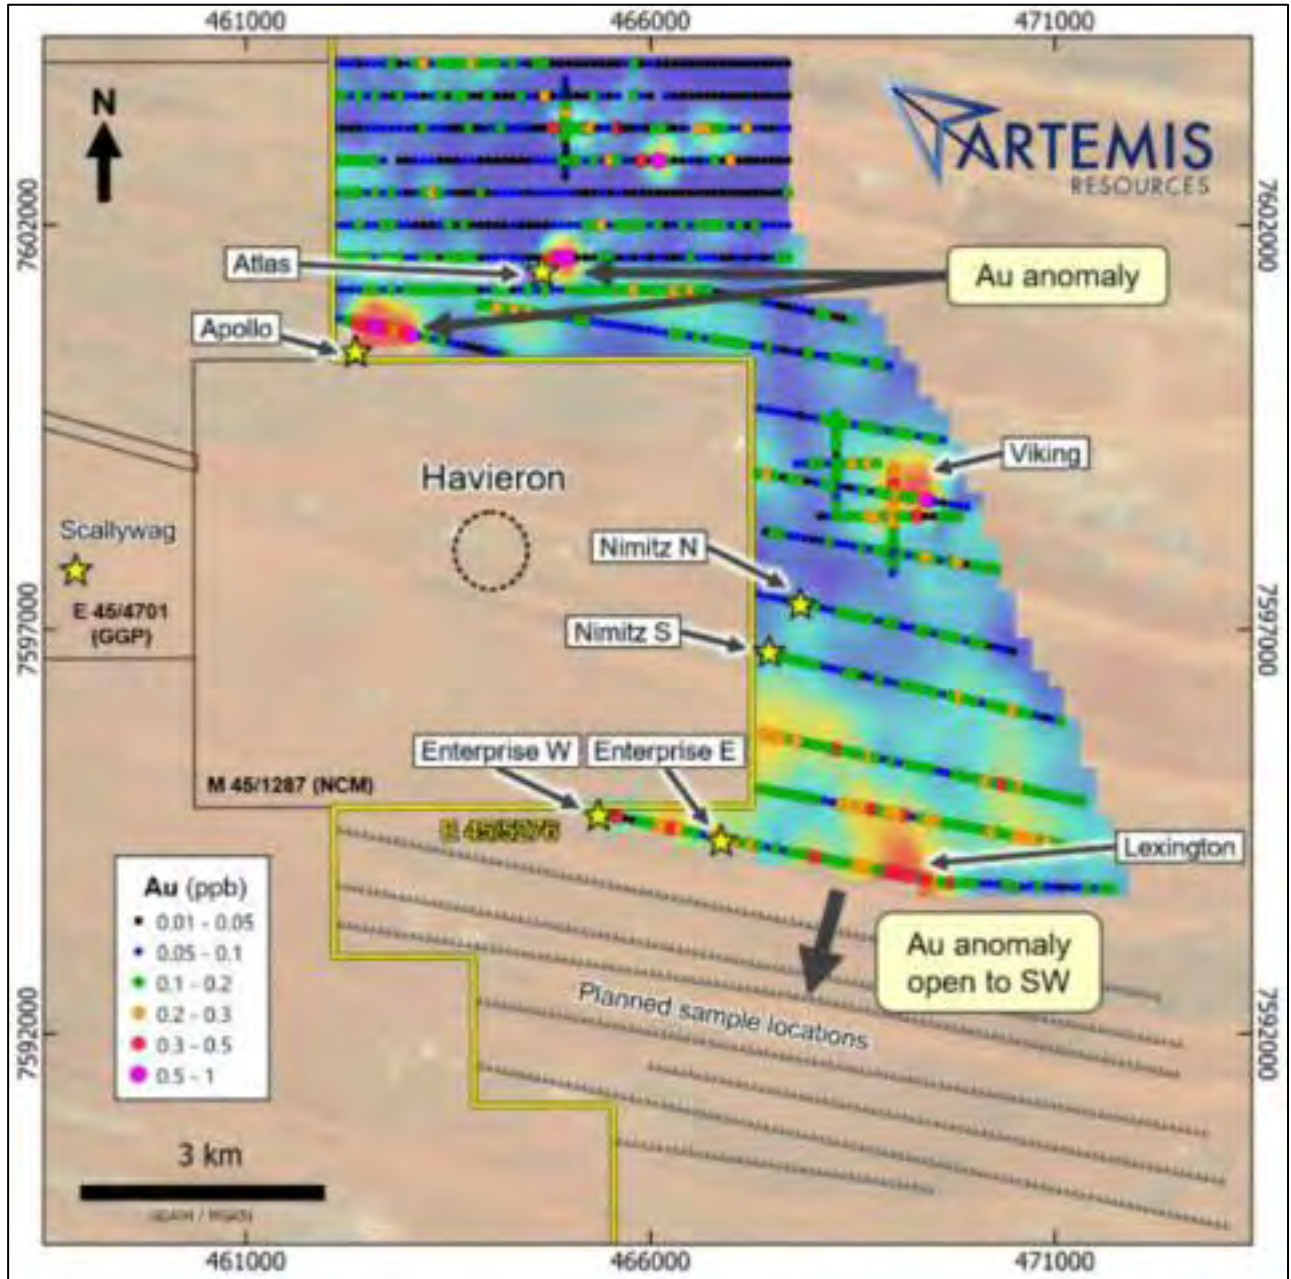 461000
466000
471000
N
ARTEMIS
RESOURCES
7602000
7602000
Atlas
Au anomaly
Apollo
Viking
Havieron
Scallywag
E 45/4701
(GGP)
Nimitz N
7597000
7597000
Nimitz S
Enterprise W
Enterprise E
M 45/1287 (NCM)
E 45/5276
Lexington
Au (ppb)
0.01 - 0.05
0.05 - 0.1
0.1 - 0.2
0.2 - 0.3
0.3 - 0.5
0.5 - 1
Au anomaly
open to SW
Planned sample locations
7592000
7592000
3 km
461000
466000
471000